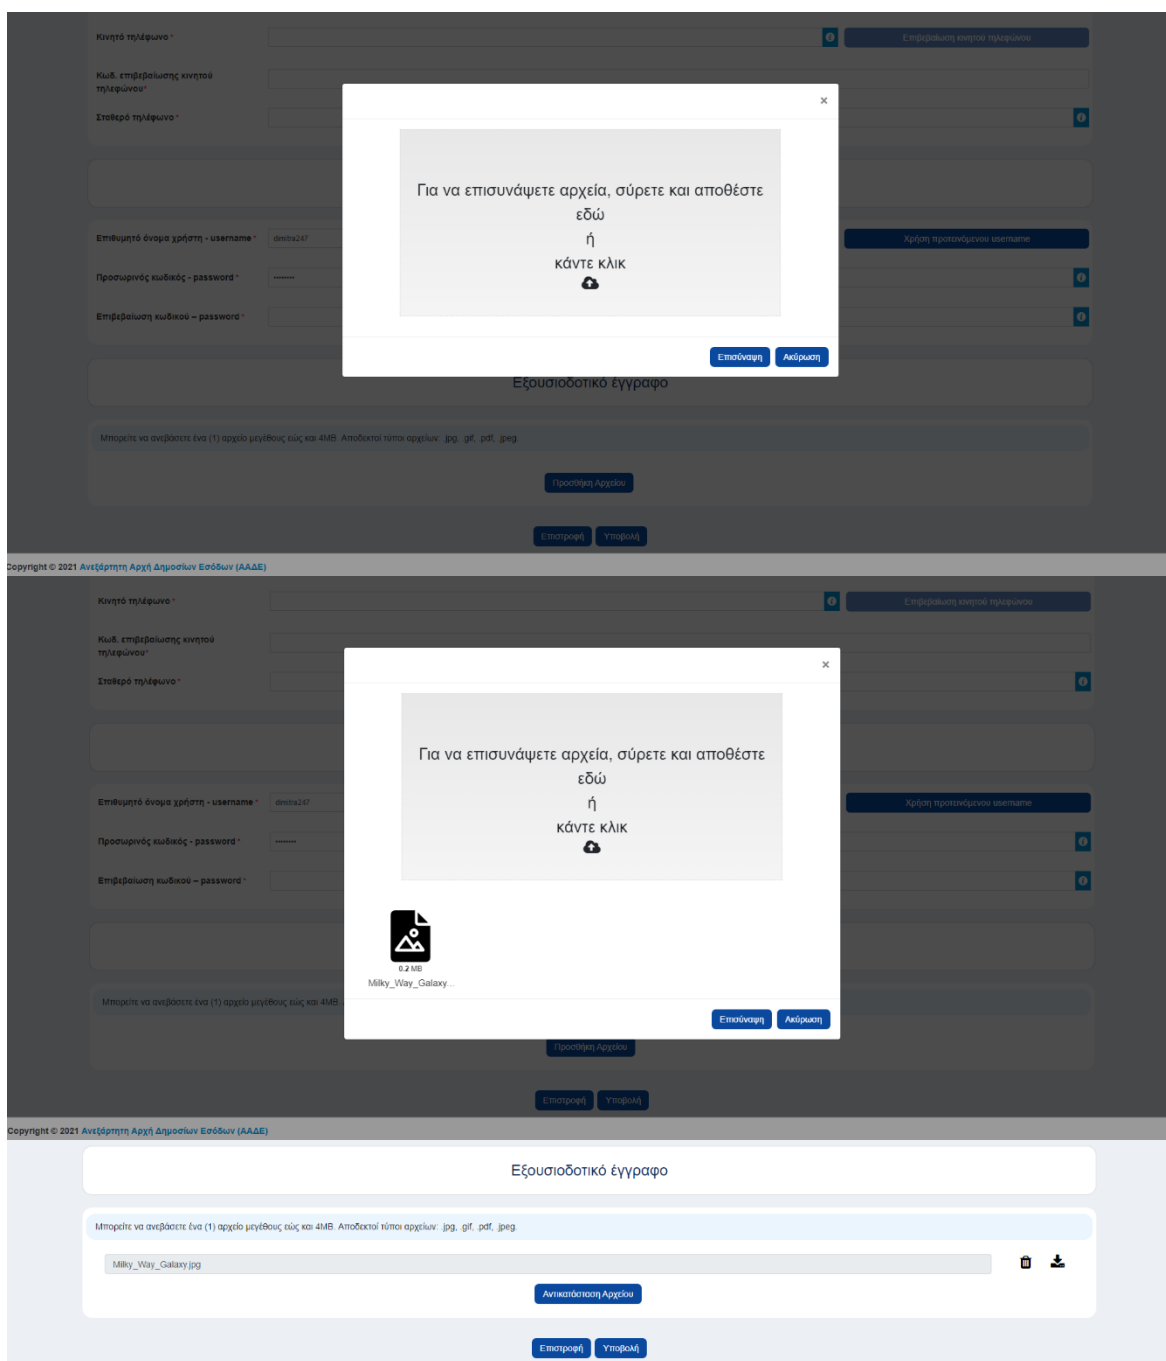 Κινητό τηλέφωνο *
Επιβεβαίωση κινητού τηλεφώνου
Κωδ. επιβεβαίωσης κινητού
τηλεφώνου*
×
Σταθερό τηλέφωνο *
Για να επισυνάψετε αρχεία, σύρετε και αποθέστε
εδώ
ή
κάντε κλικ
Επιθυμητό όνομα χρήστη - username *
dimitra247
Χρήση προτεινόμενου username
Προσωρινός κωδικός - password *
········
Επιβεβαίωση κωδικού – password *
Επισύναψη
Ακύρωση
Εξουσιοδοτικό έγγραφο
Μπορείτε να ανεβάσετε ένα (1) αρχείο μεγέθους εώς και 4MB. Αποδεκτοί τύποι αρχείων: .jpg, .gif, .pdf, .jpeg.
Προσθήκη Αρχείου
Επιστροφή
Υποβολή
Copyright © 2021 Ανεξάρτητη Αρχή Δημοσίων Εσόδων (ΑΑΔΕ)
Κινητό τηλέφωνο *
Επιβεβαίωση κινητού τηλεφώνου
Κωδ. επιβεβαίωσης κινητού
τηλεφώνου*
×
Σταθερό τηλέφωνο *
Για να επισυνάψετε αρχεία, σύρετε και αποθέστε
εδώ
ή
κάντε κλικ
Επιθυμητό όνομα χρήστη - username *
dimitra247
Χρήση προτεινόμενου username
Προσωρινός κωδικός - password *
········
Επιβεβαίωση κωδικού – password *
0.2 MB
Milky_Way_Galaxy...
Μπορείτε να ανεβάσετε ένα (1) αρχείο μεγέθους εώς και 4MB.
Επισύναψη
Ακύρωση
Προσθήκη Αρχείου
Επιστροφή
Υποβολή
Copyright © 2021 Ανεξάρτητη Αρχή Δημοσίων Εσόδων (ΑΑΔΕ)
Εξουσιοδοτικό έγγραφο
Μπορείτε να ανεβάσετε ένα (1) αρχείο μεγέθους εώς και 4MB. Αποδεκτοί τύποι αρχείων: .jpg, .gif, .pdf, .jpeg.
Milky_Way_Galaxy.jpg
Αντικατάσταση Αρχείου
Επιστροφή
Υποβολή